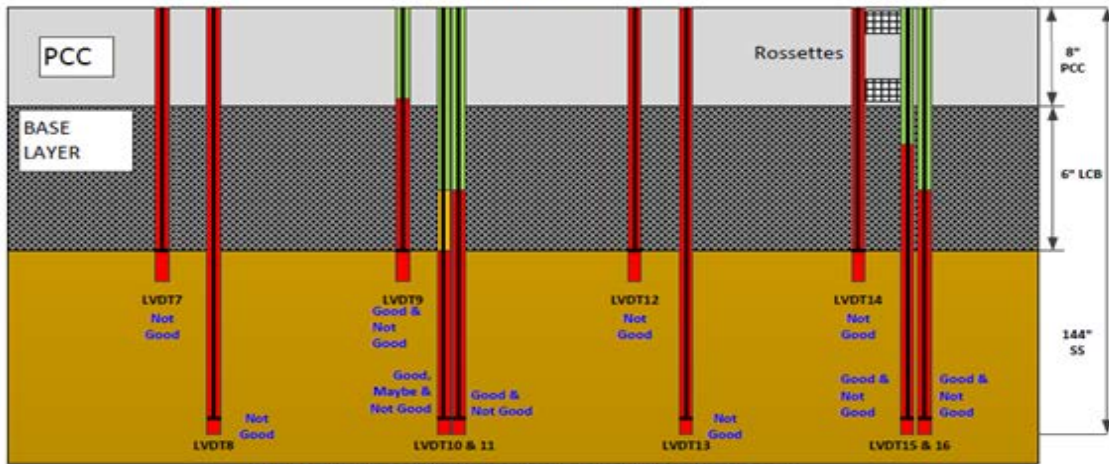 PCC
Rossettes
8"
PCC
BASE
LAYER
6" LCB
LVDT7
Not
Good
LVDT9
Good &
Not
Good
LVDT12
Not
Good
LVDT14
Not
Good
144"
SS
Good,
Maybe &
Not Good
Good &
Not Good
Good &
Not
Good
Good &
Not
Good
LVDT8
Not
Good
LVDT10 & 11
LVDT13
Not
Good
LVDT15 & 16